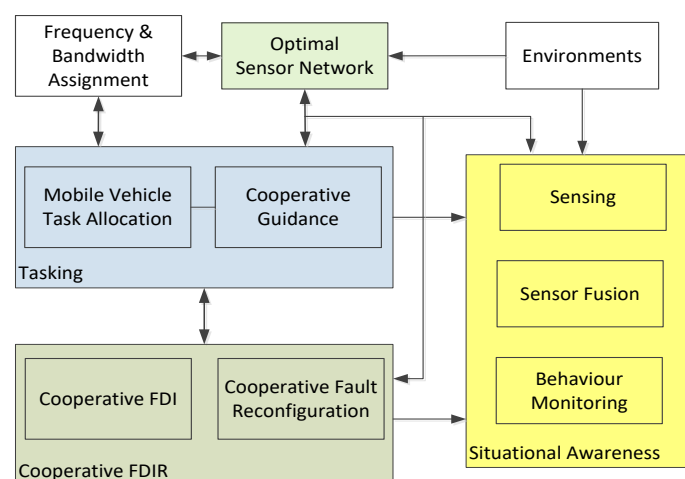 Frequency &
Bandwidth
Assignment
Optimal
Sensor Network
Environments
Mobile Vehicle
Task Allocation
Cooperative
Guidance
Tasking
Sensing
Sensor Fusion
Behaviour
Monitoring
Situational Awareness
Cooperative FDI
Cooperative Fault
Reconfiguration
Cooperative FDIR